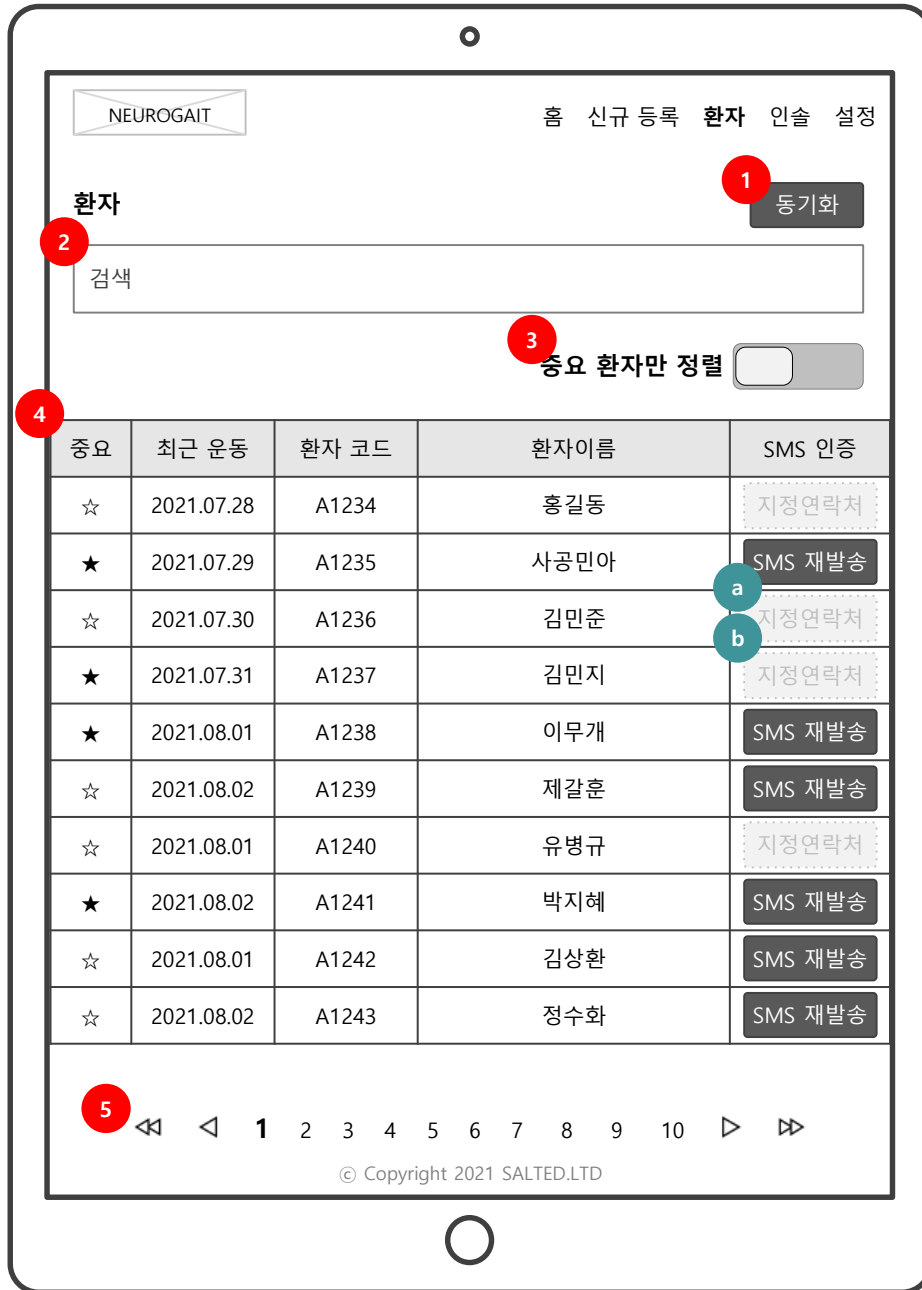 NEUROGAIT
홈 신규 등록 환자 인솔 설정
1
환자
동기화
2
검색
3
중요 환자만 정렬
4
중요 최근 운동 환자 코드 환자이름 SMS 인증
☆ 2021.07.28 A1234 홍길동 지정연락처
★ 2021.07.29 A1235 사공민아 SMS 재발송
a
☆ 2021.07.30 A1236 김민준 지정연락처
b
★ 2021.07.31 A1237 김민지 지정연락처
★ 2021.08.01 A1238 이무개 SMS 재발송
☆ 2021.08.02 A1239 제갈훈 SMS 재발송
☆ 2021.08.01 A1240 유병규 지정연락처
★ 2021.08.02 A1241 박지혜 SMS 재발송
☆ 2021.08.01 A1242 김상환 SMS 재발송
☆ 2021.08.02 A1243 정수화 SMS 재발송
5
1 2 3 4 5 6 7 8 9 10
ⓒ Copyright 2021 SALTED.LTD